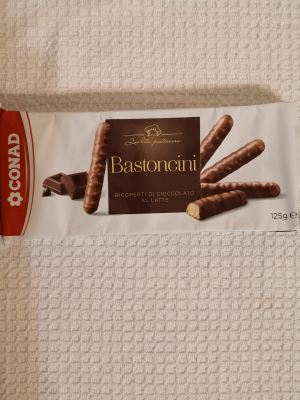 CONAD
Qualità pasticcera
Bastoncini
RICOPERTI DI CIOCCOLATO
AL LATTE
125g e